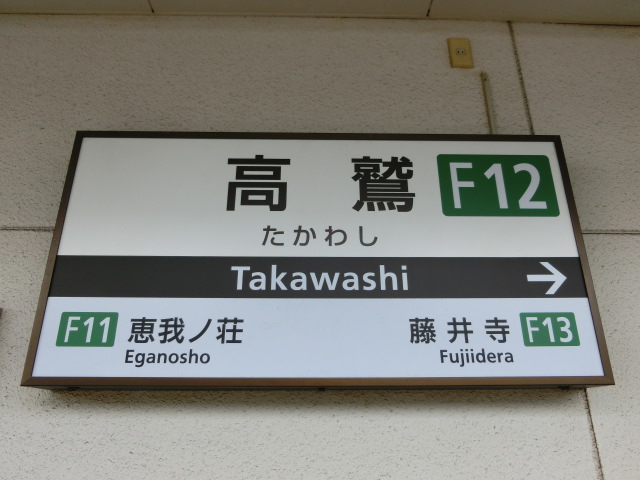 高鷲 F12
たかわし
Takawashi →
F11 恵我ノ荘 藤井寺 F13
Eganosho Fujiidera